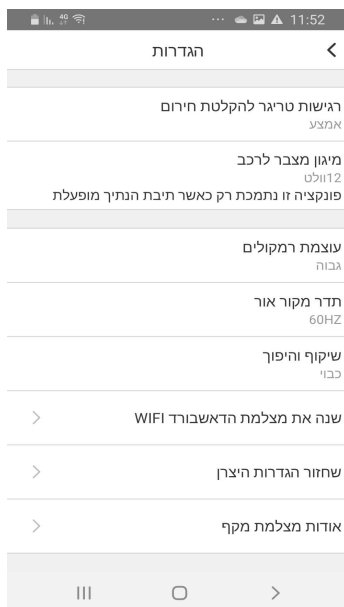 4G 11:52
הגדרות
רגישות טריגר להקלטת חירום
אמצע
מיגון מצבר לרכב
12וולט
פונקציה זו נתמכת רק כאשר תיבת הנתיך מופעלת
עוצמת רמקולים
גבוה
תדר מקור אור
60HZ
שיקוף והיפוך
כבוי
שנה את מצלמת הדאשבורד WIFI
שחזור הגדרות היצרן
אודות מצלמת מקף